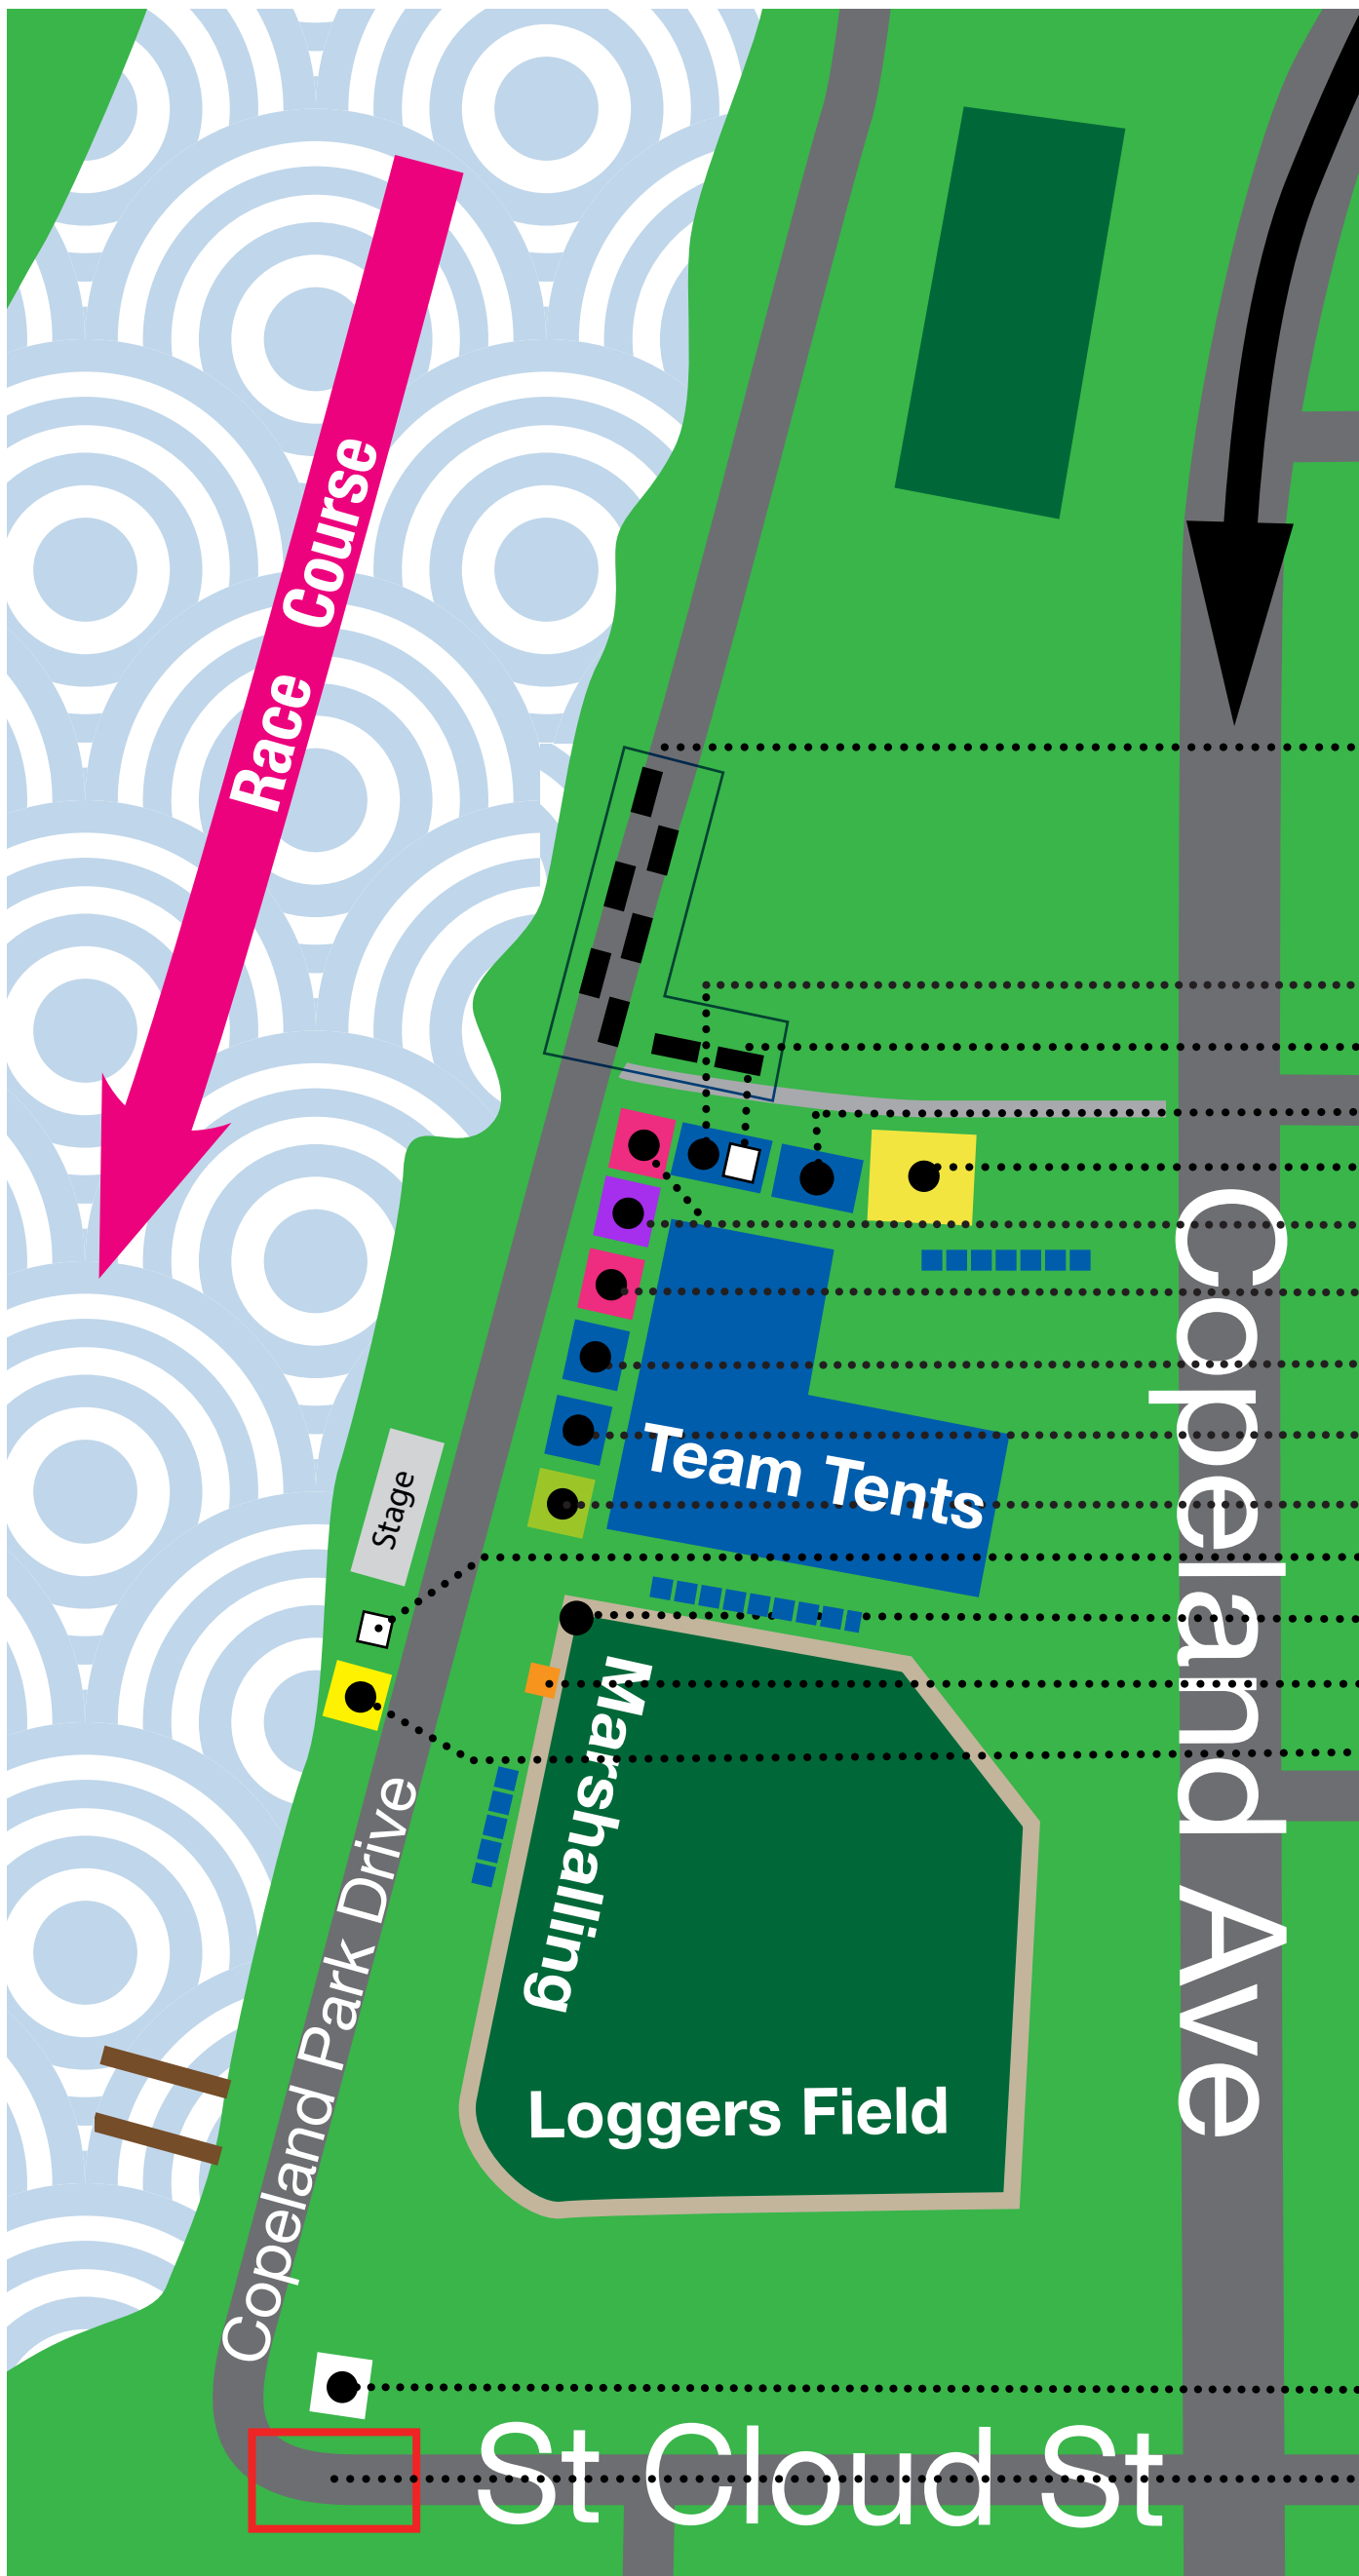 Race Course
Copeland Ave
Team Tents
Stage
Marshalling
Copeland Park Drive
Loggers Field
St Cloud St